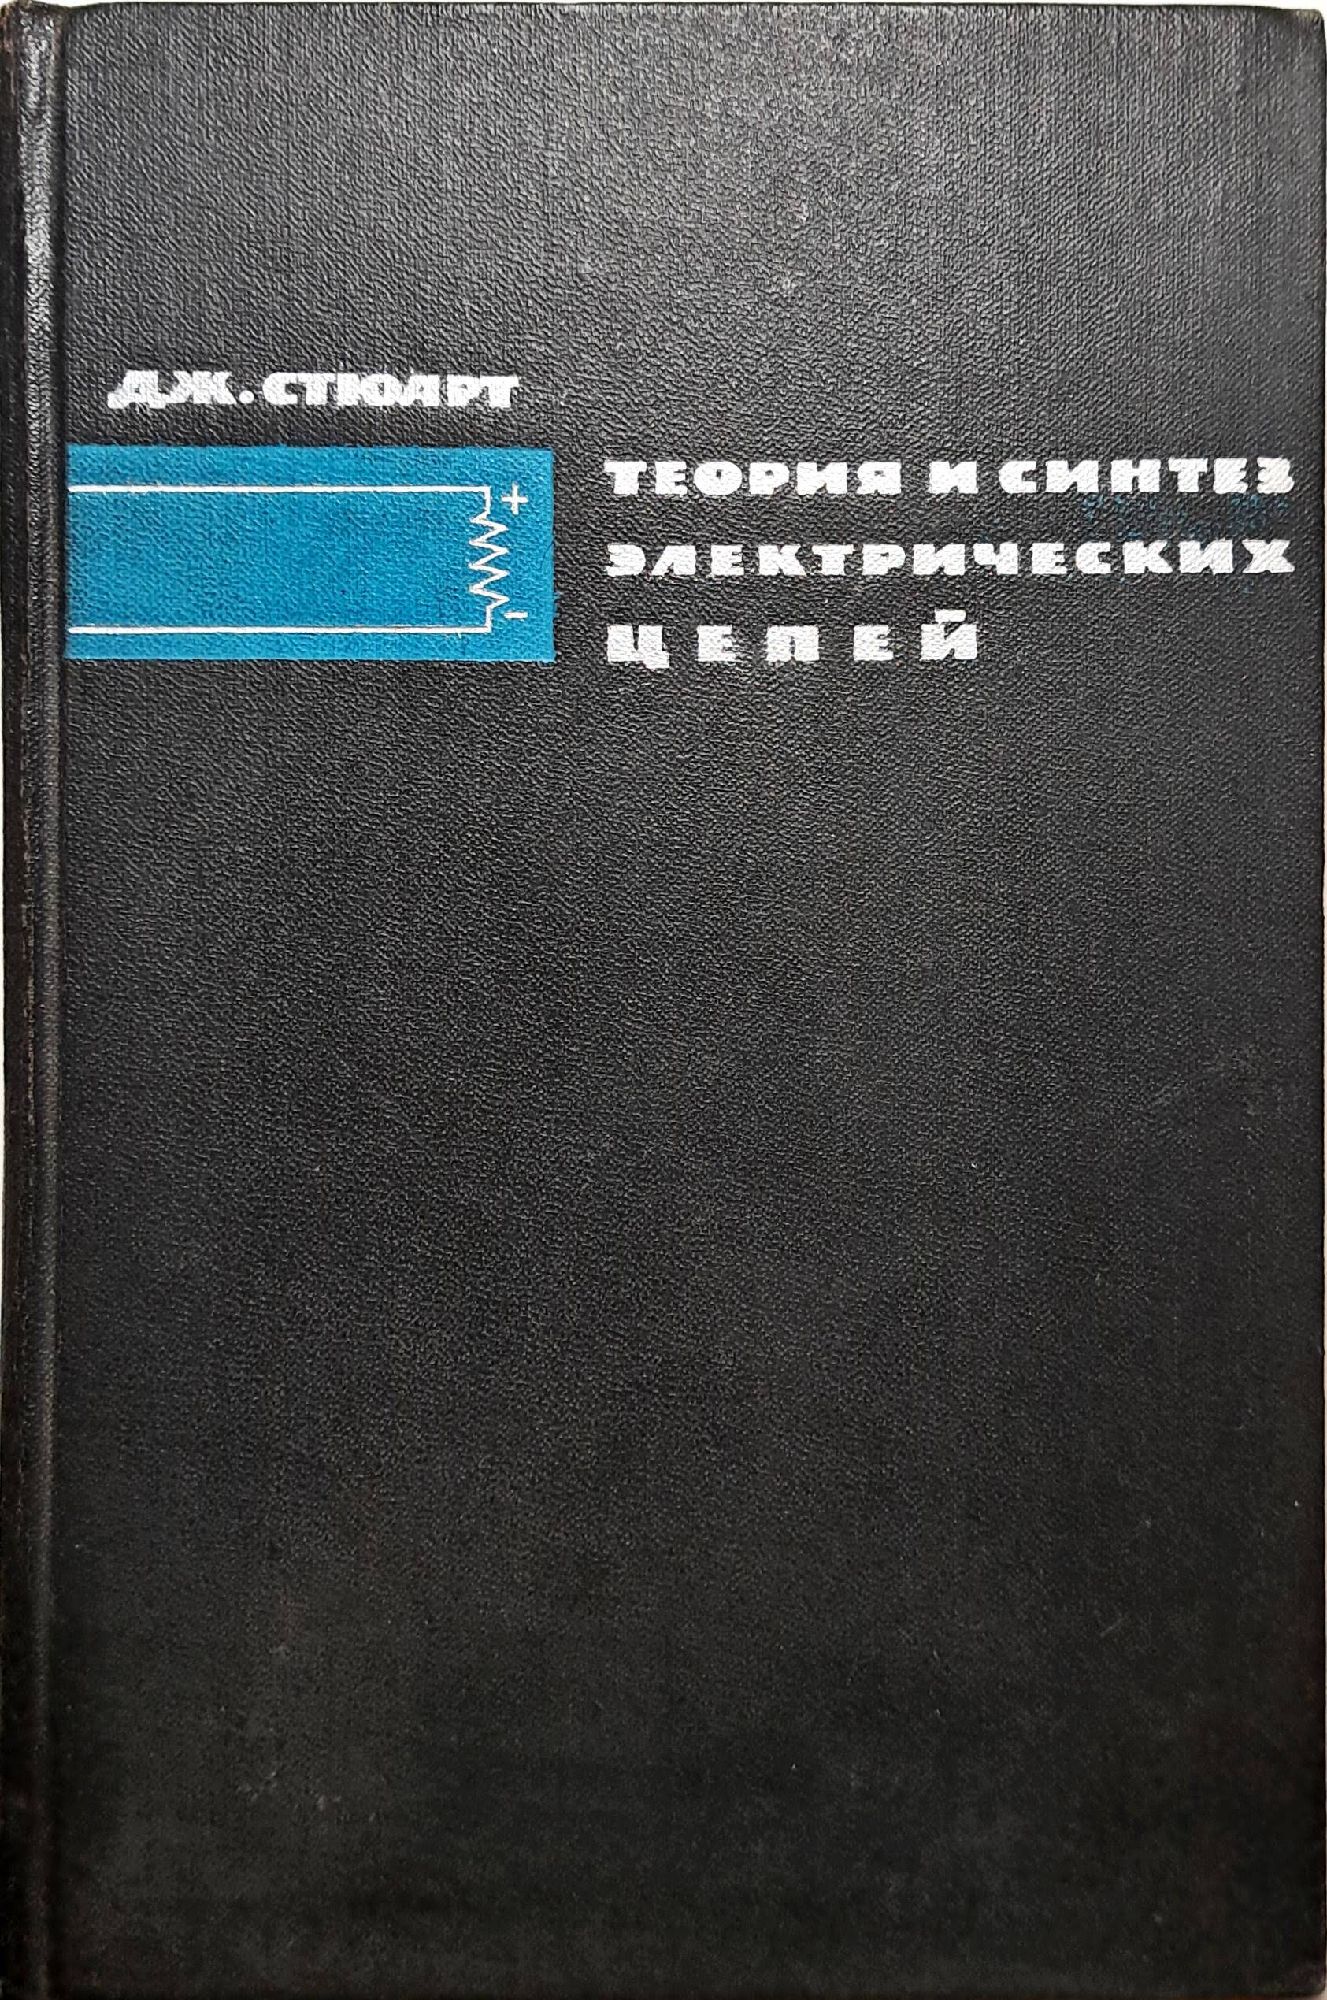 ДЖ. СТЮАРТ
ТЕОРИЯ И СИНТЕЗ
ЭЛЕКТРИЧЕСКИХ
ЦЕПЕЙ
+
-